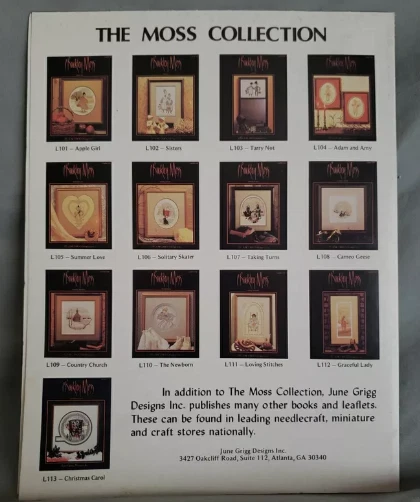 THE MOSS COLLECTION
L101 — Apple Girl
L102 — Sisters
L103 — Tarry Not
L104 — Adam and Amy
L105 — Summer Love
L106 — Solitary Skater
L107 — Taking Turns
L108 — Canon Goose
L109 — Country Church
L110 — The Newborn
L111 — Loving Stitches
L112 — Graceful Lady
L113 — Christmas Carol
In addition to The Moss Collection, June Grigg
Designs Inc. publishes many other books and leaflets.
These can be found in leading needlecraft, miniature
and craft stores nationally.
June Grigg Designs Inc.
3427 Oakcliff Road, Suite 112, Atlanta, GA 30340